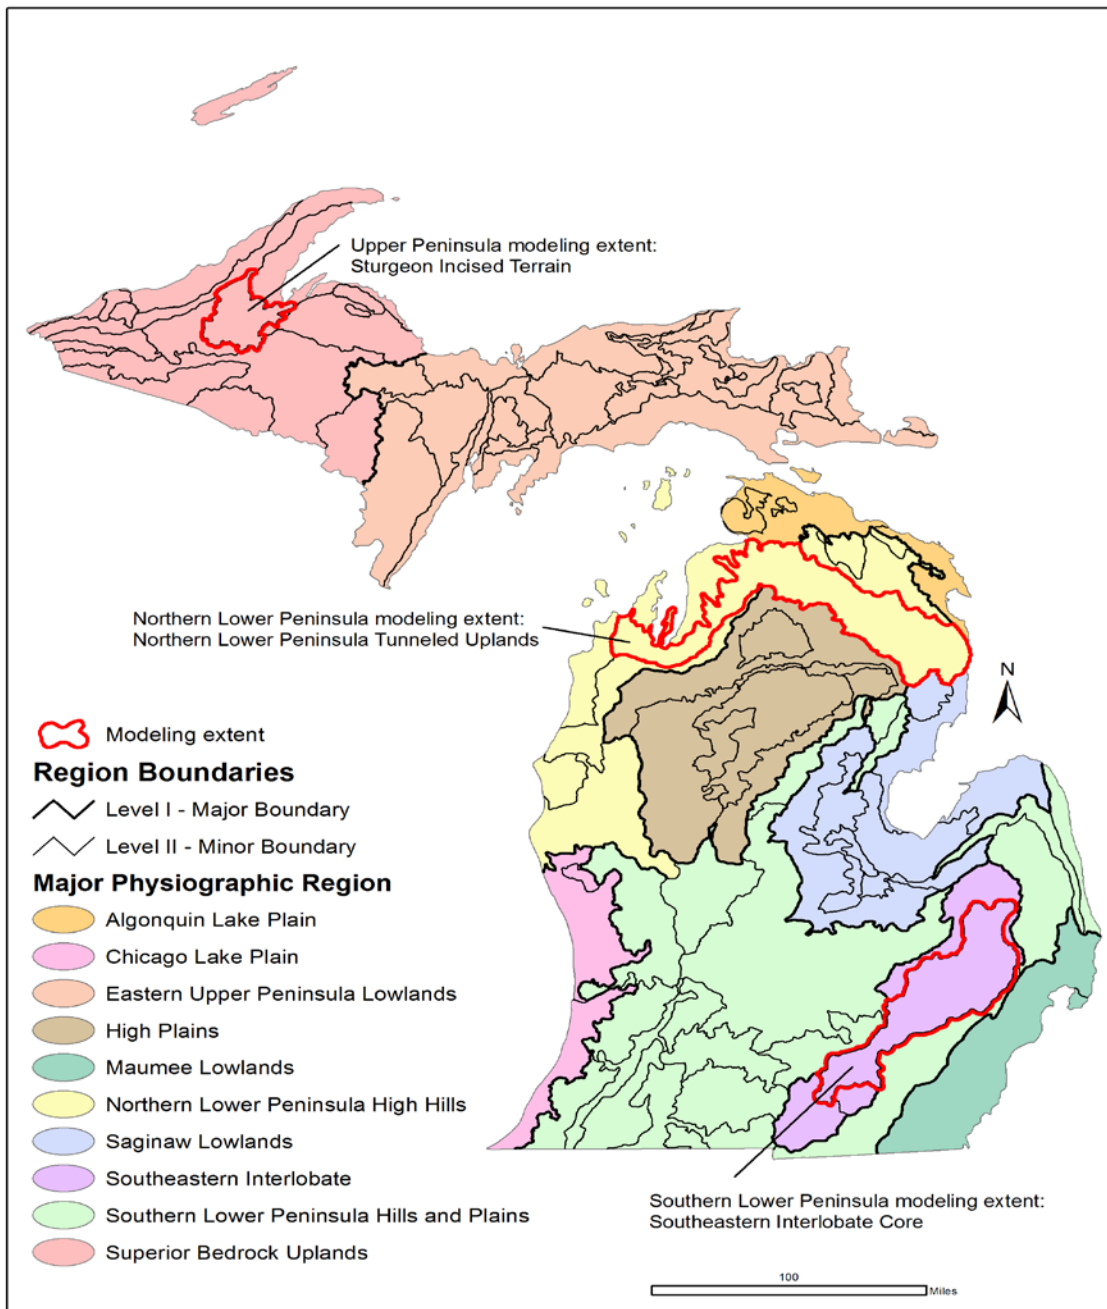 Upper Peninsula modeling extent:
Sturgeon Incised Terrain
Northern Lower Peninsula modeling extent:
Northern Lower Peninsula Tunneled Uplands
N
Modeling extent
Region Boundaries
Level I - Major Boundary
Level II - Minor Boundary
Major Physiographic Region
Algonquin Lake Plain
Chicago Lake Plain
Eastern Upper Peninsula Lowlands
High Plains
Maumee Lowlands
Northern Lower Peninsula High Hills
Saginaw Lowlands
Southeastern Interlobate
Southern Lower Peninsula Hills and Plains
Superior Bedrock Uplands
Southern Lower Peninsula modeling extent:
Southeastern Interlobate Core
100
Miles